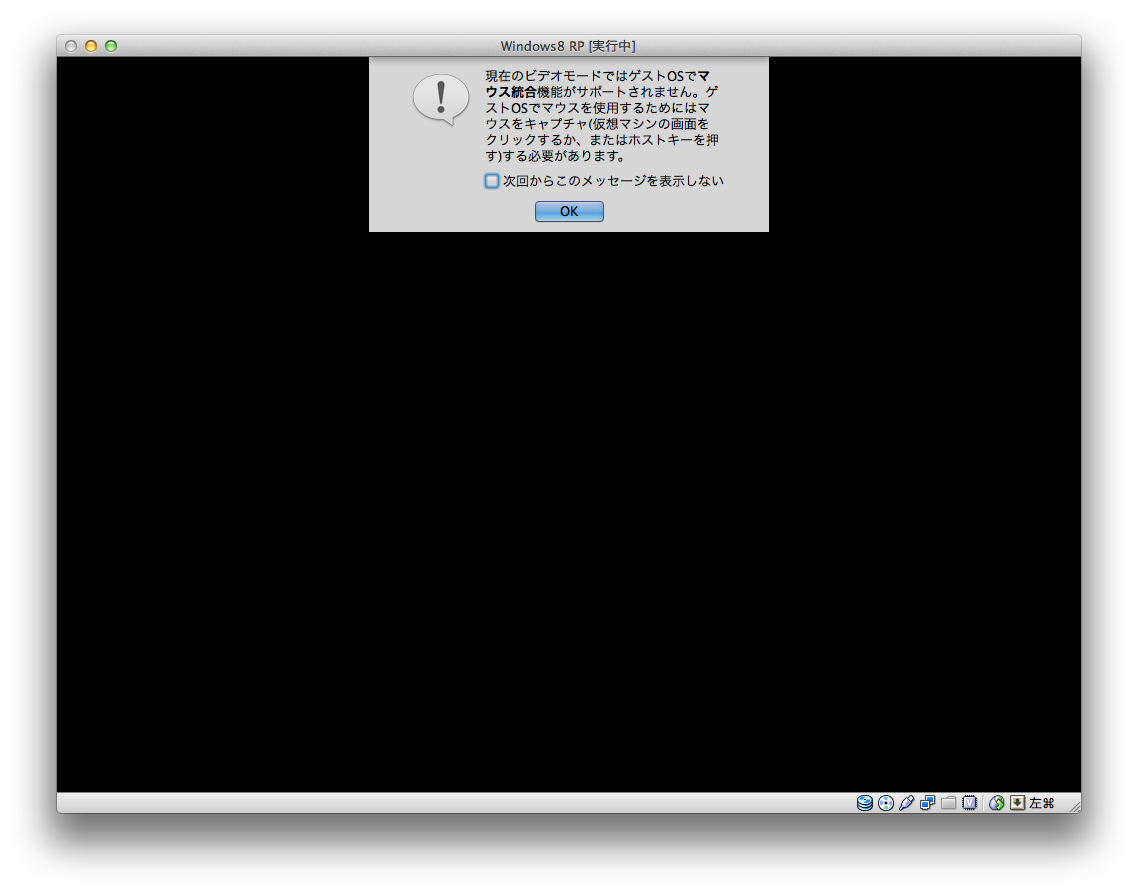 Windows8 RP [実行中]
現在のビデオモードではゲストOSでマ
ウス統合機能がサポートされません。ゲ
ストOSでマウスを使用するためにはマ
ウスをキャプチャ(仮想マシンの画面を
クリックするか、またはホストキーを押
す)する必要があります。
次回からこのメッセージを表示しない
OK
左⌘